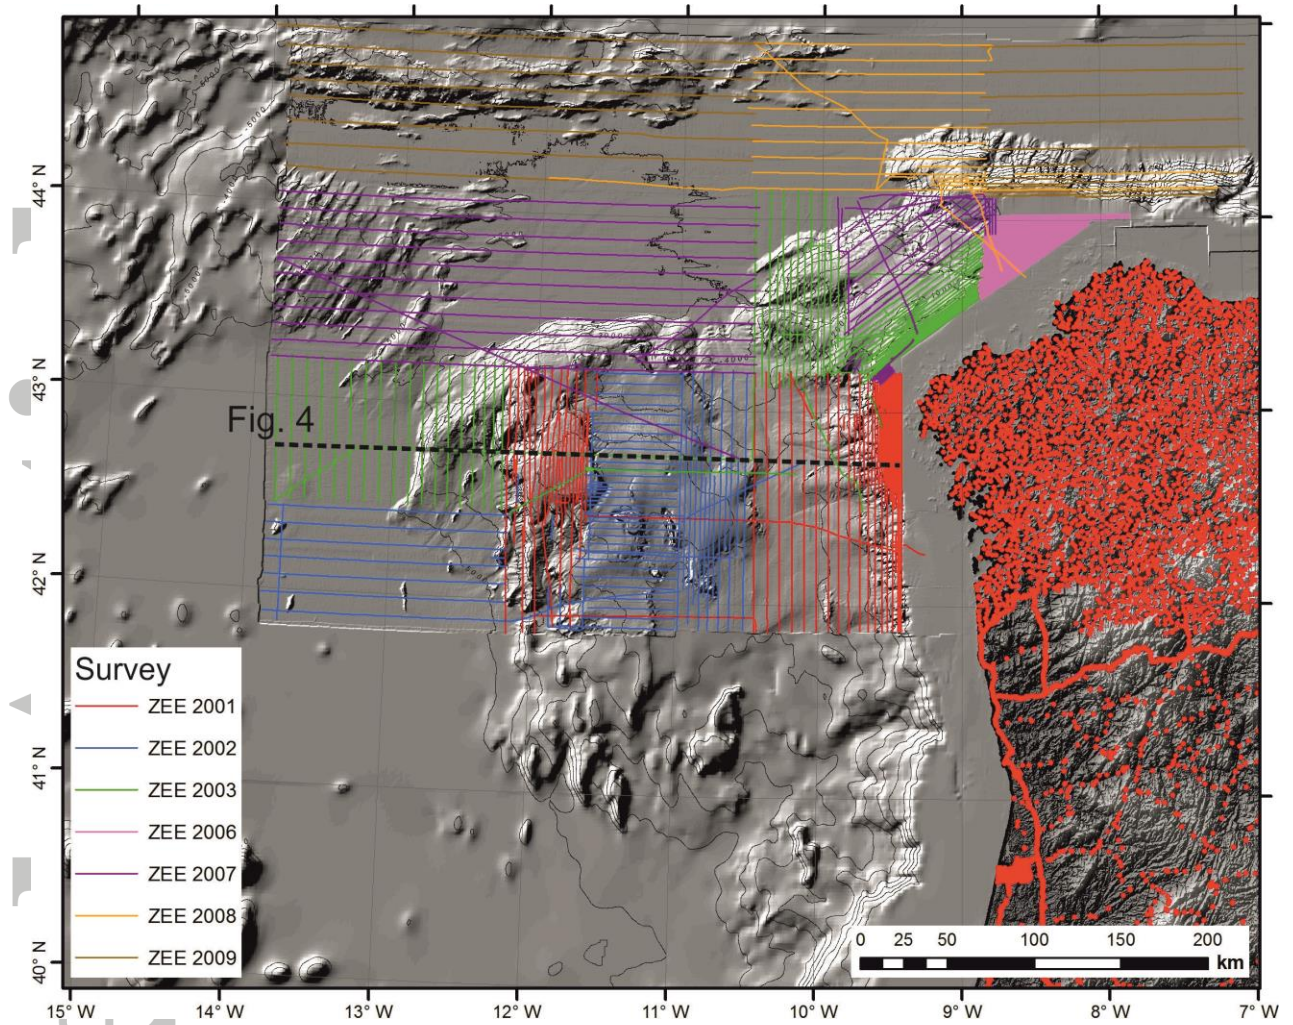 44° N
43° N
42° N
41° N
40° N
Fig. 4
Survey
ZEE 2001
ZEE 2002
ZEE 2003
ZEE 2006
ZEE 2007
ZEE 2008
ZEE 2009
0 25 50 100 150 200
km
15° W 14° W 13° W 12° W 11° W 10° W 9° W 8° W 7° W